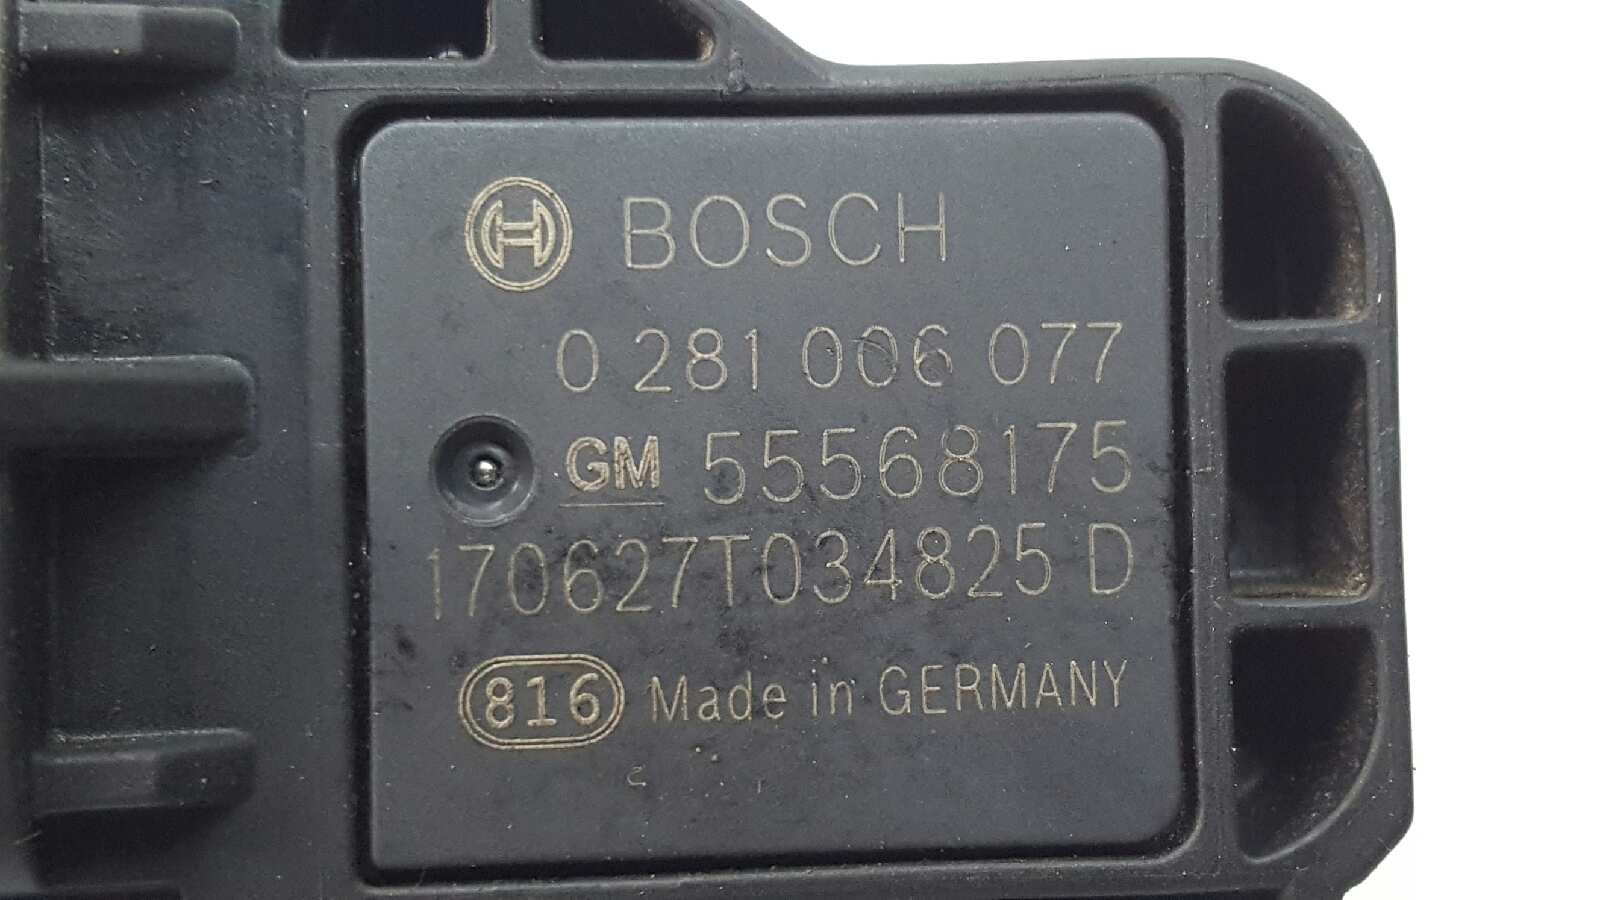 BOSCH
0 281 006 077
GM 55568175
170627T034825 D
816 Made in GERMANY